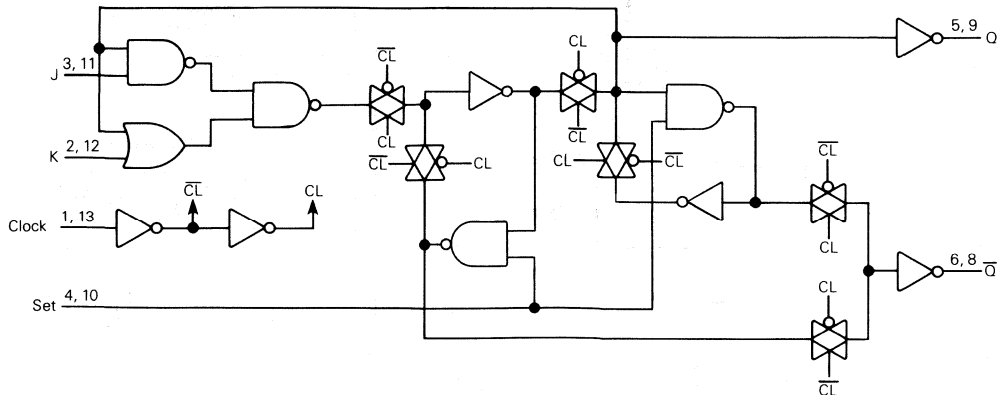 5, 9
Q
J 3, 11
CL̅
CL
CL
CL̅
K 2, 12
CL̅
CL
CL
CL̅
CL̅
CL
CL̅
CL
Clock 1, 13
6, 8
Q̅
Set 4, 10
CL
CL̅